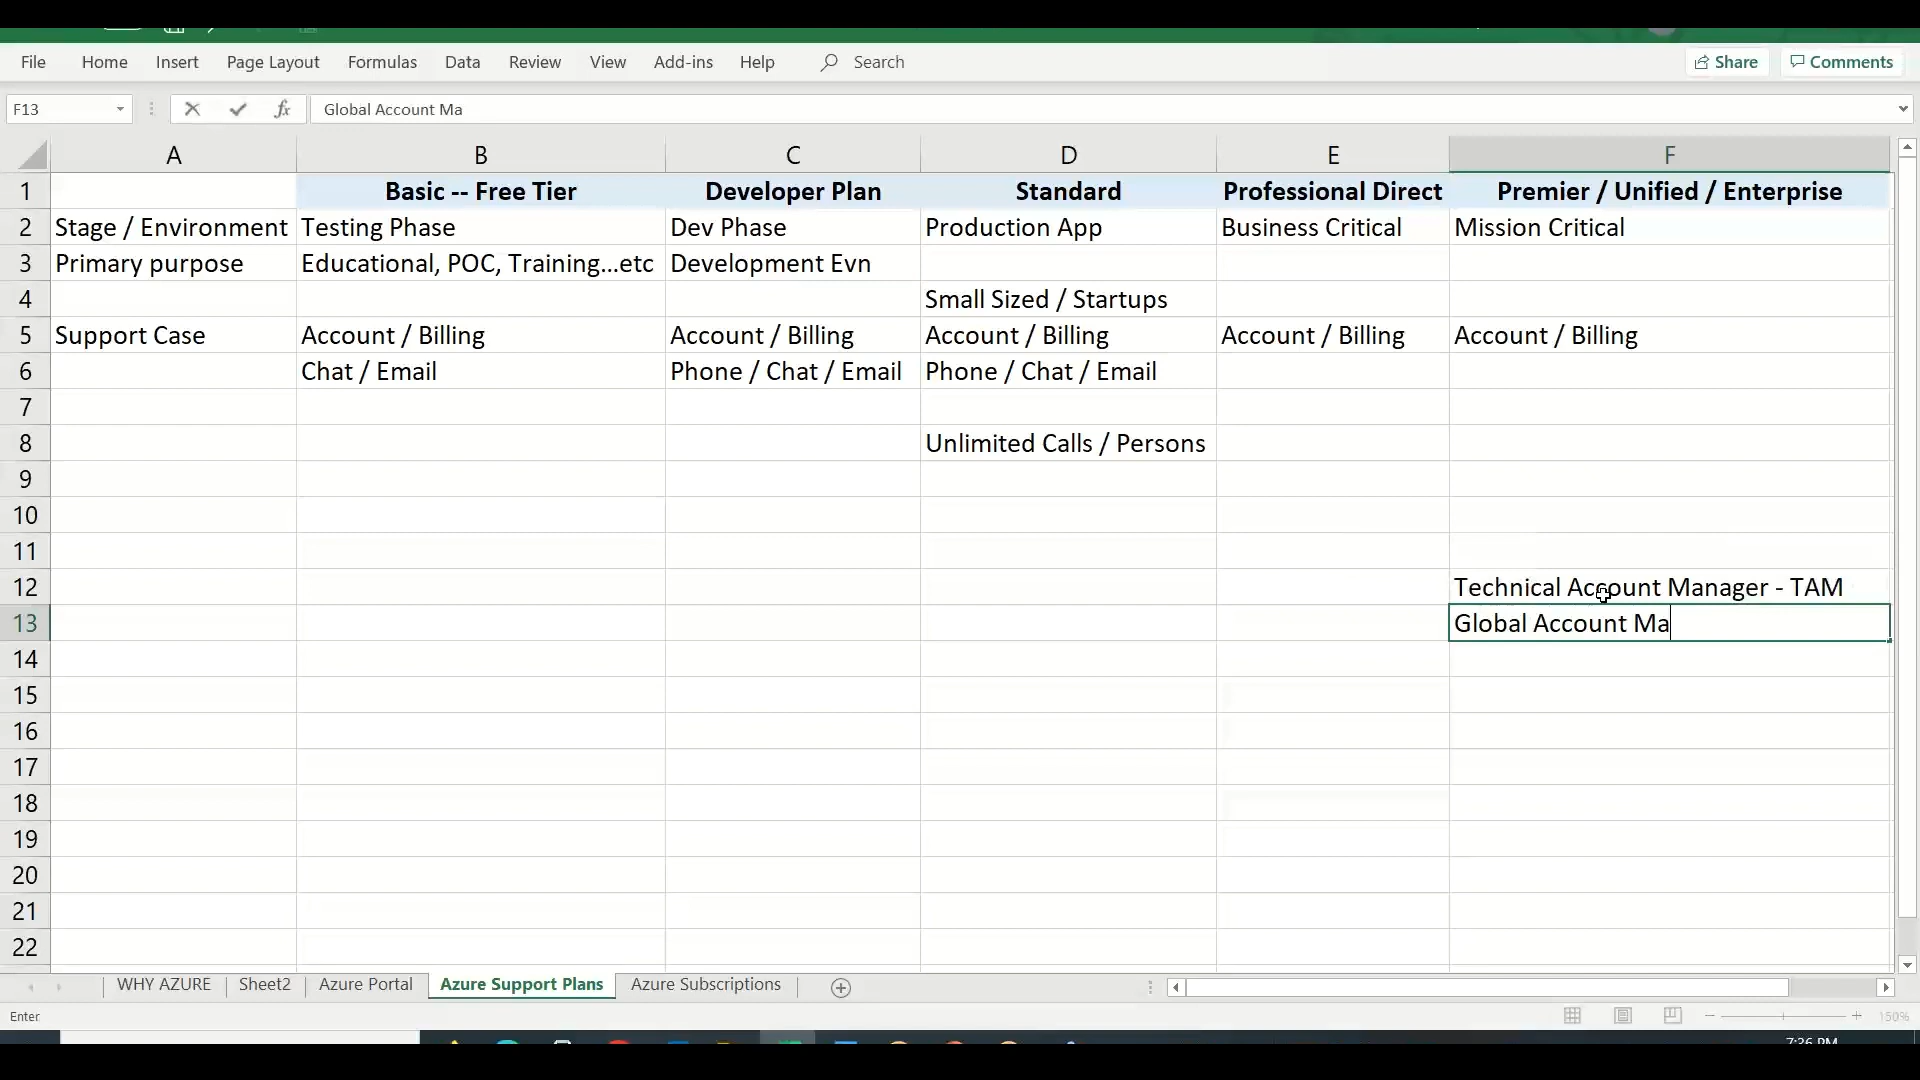 File Home Insert Page Layout Formulas Data Review View Add-ins Help Search Share Comments
F13 fx Global Account Ma
A B C D E F
1 Basic -- Free Tier Developer Plan Standard Professional Direct Premier / Unified / Enterprise
2 Stage / Environment Testing Phase Dev Phase Production App Business Critical Mission Critical
3 Primary purpose Educational, POC, Training...etc Development Evn
4 Small Sized / Startups
5 Support Case Account / Billing Account / Billing Account / Billing Account / Billing Account / Billing
6 Chat / Email Phone / Chat / Email Phone / Chat / Email
7
8 Unlimited Calls / Persons
9
10
11
12 Technical Account Manager - TAM
13 Global Account Ma
14
15
16
17
18
19
20
21
22
WHY AZURE Sheet2 Azure Portal Azure Support Plans Azure Subscriptions
Enter 150%
7:36 PM